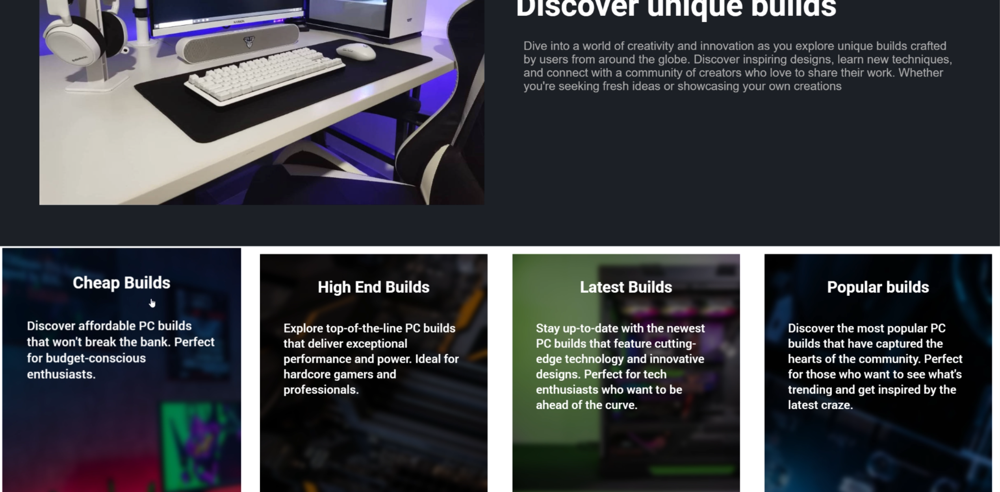 Discover unique builds
Dive into a world of creativity and innovation as you explore unique builds crafted
by users from around the globe. Discover inspiring designs, learn new techniques,
and connect with a community of creators who love to share their work. Whether
you're seeking fresh ideas or showcasing your own creations
Cheap Builds
Discover affordable PC builds
that won't break the bank. Perfect
for budget-conscious
enthusiasts.
High End Builds
Explore top-of-the-line PC builds
that deliver exceptional
performance and power. Ideal for
hardcore gamers and
professionals.
Latest Builds
Stay up-to-date with the newest
PC builds that feature cutting-
edge technology and innovative
designs. Perfect for tech
enthusiasts who want to be
ahead of the curve.
Popular builds
Discover the most popular PC
builds that have captured the
hearts of the community. Perfect
for those who want to see what's
trending and get inspired by the
latest craze.